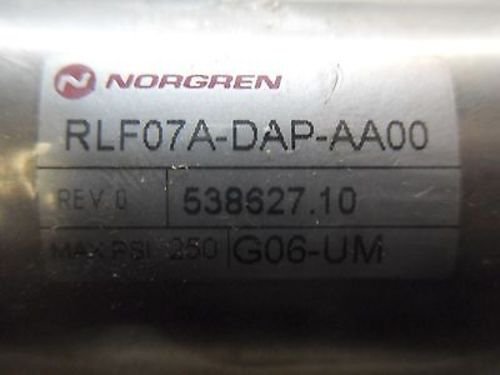 NORGREN
RLF07A-DAP-AA00
REV. 0 538627.10
MAX PSI 250 G06-UM